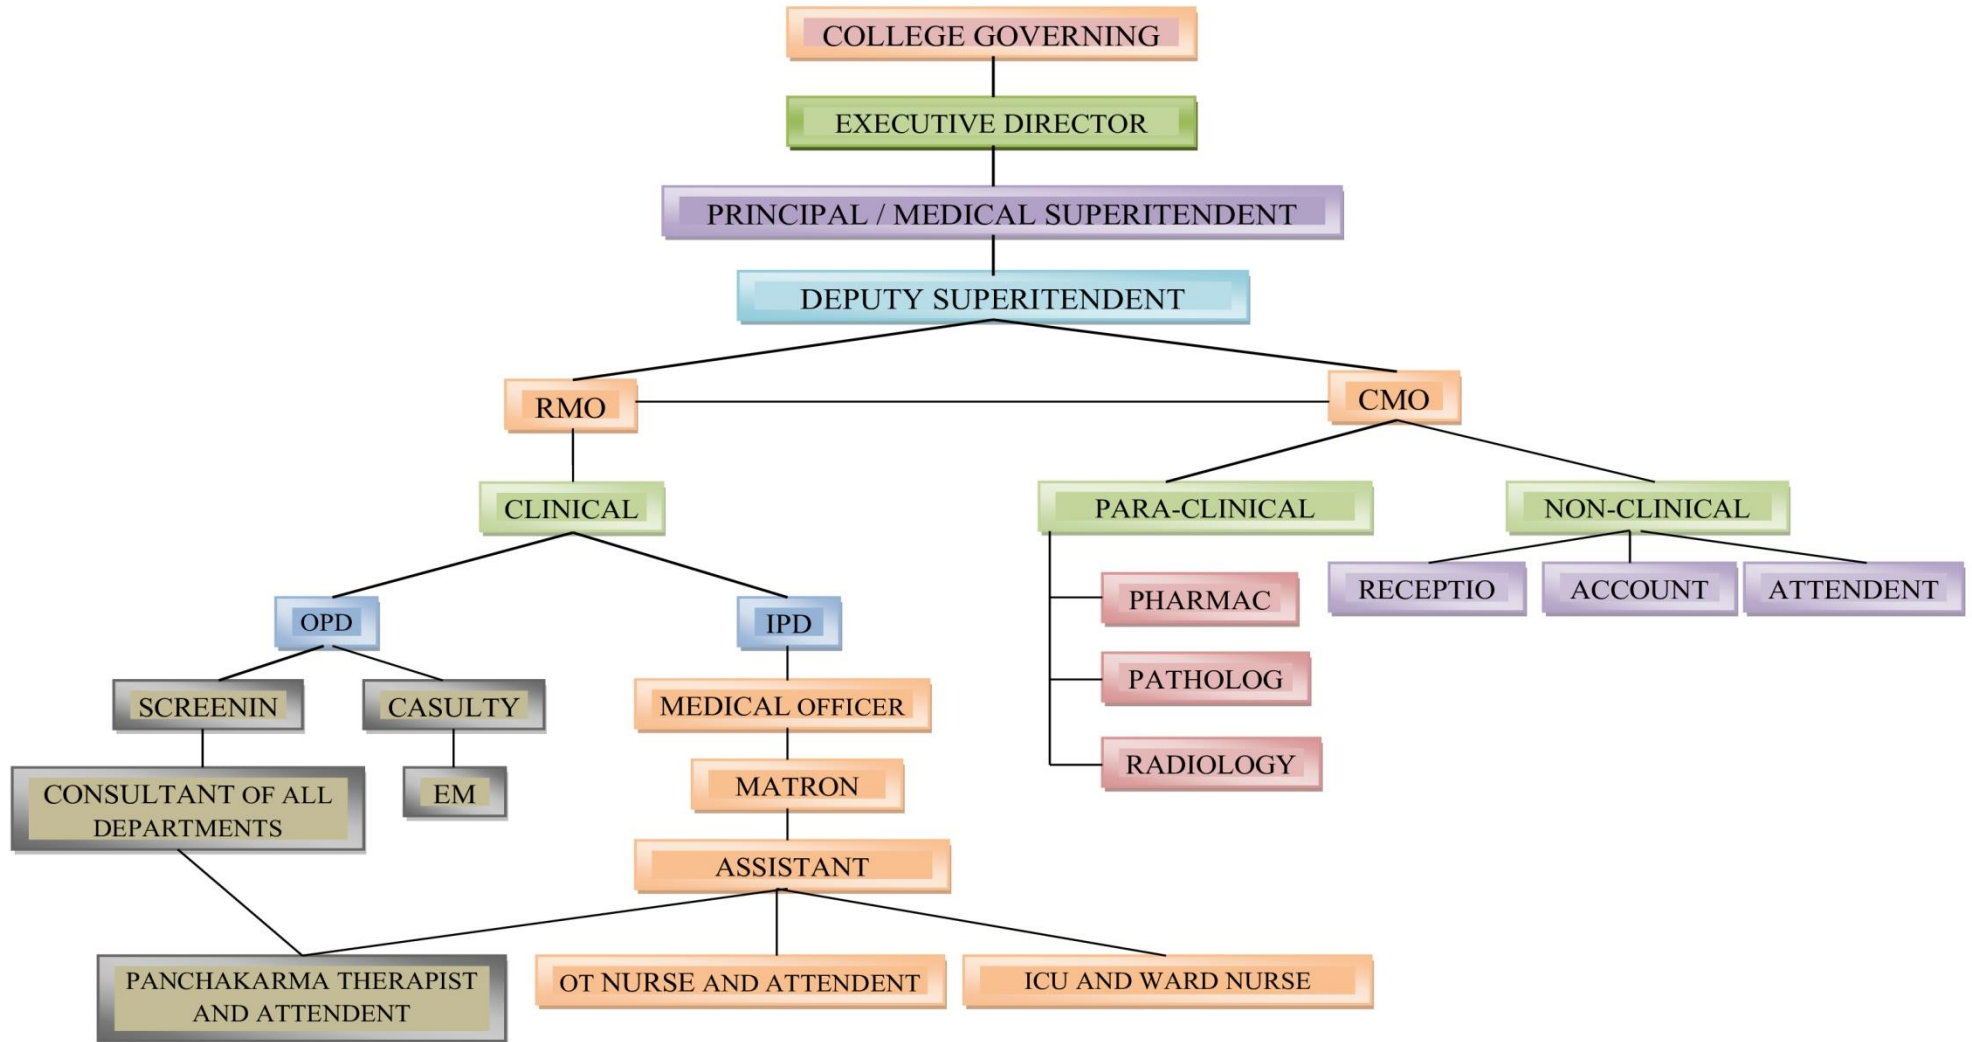 COLLEGE GOVERNING
EXECUTIVE DIRECTOR
PRINCIPAL / MEDICAL SUPERITENDENT
DEPUTY SUPERITENDENT
RMO
CMO
CLINICAL
PARA-CLINICAL
NON-CLINICAL
OPD
IPD
PHARMAC
RECEPTIO
ACCOUNT
ATTENDENT
SCREENIN
CASULTY
MEDICAL OFFICER
PATHOLOG
CONSULTANT OF ALL
DEPARTMENTS
EM
MATRON
RADIOLOGY
ASSISTANT
PANCHAKARMA THERAPIST
AND ATTENDENT
OT NURSE AND ATTENDENT
ICU AND WARD NURSE